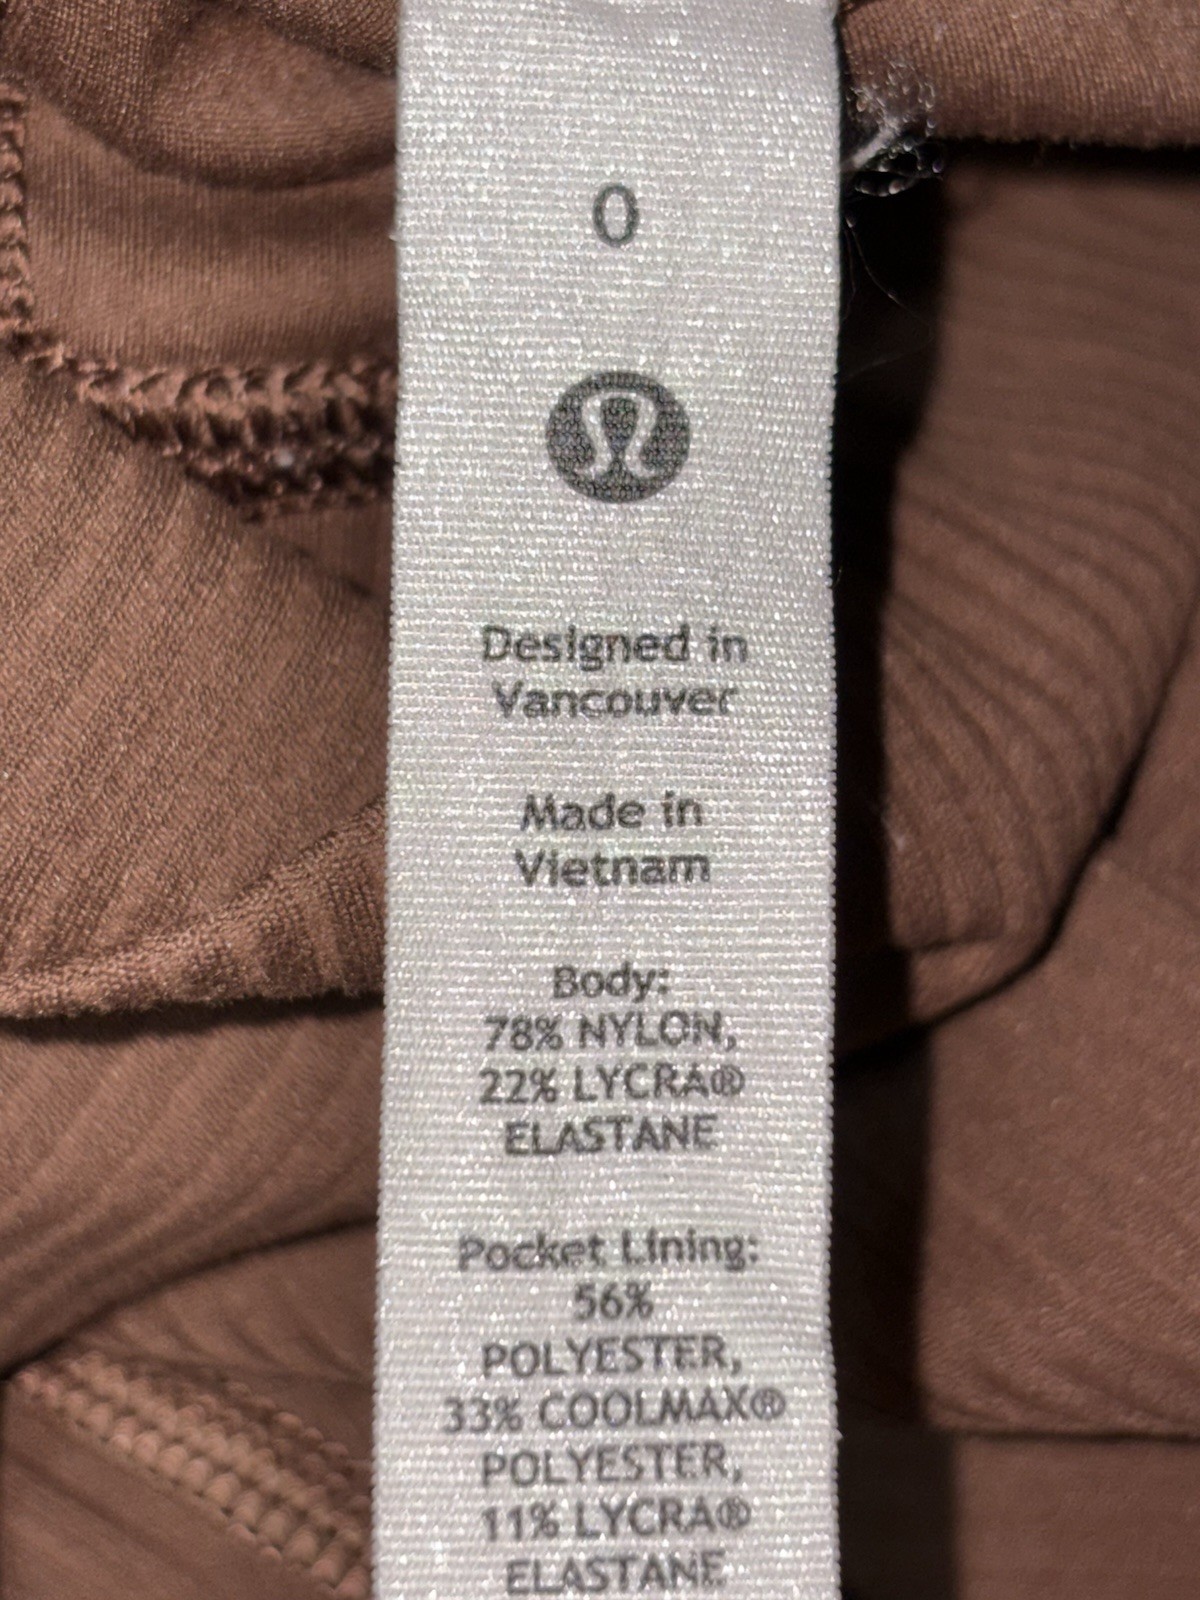 0
Designed in
Vancouver
Made in
Vietnam
Body:
78% NYLON,
22% LYCRA®
ELASTANE
Pocket Lining:
56%
POLYESTER,
33% COOLMAX®
POLYESTER,
11% LYCRA®
ELASTANE